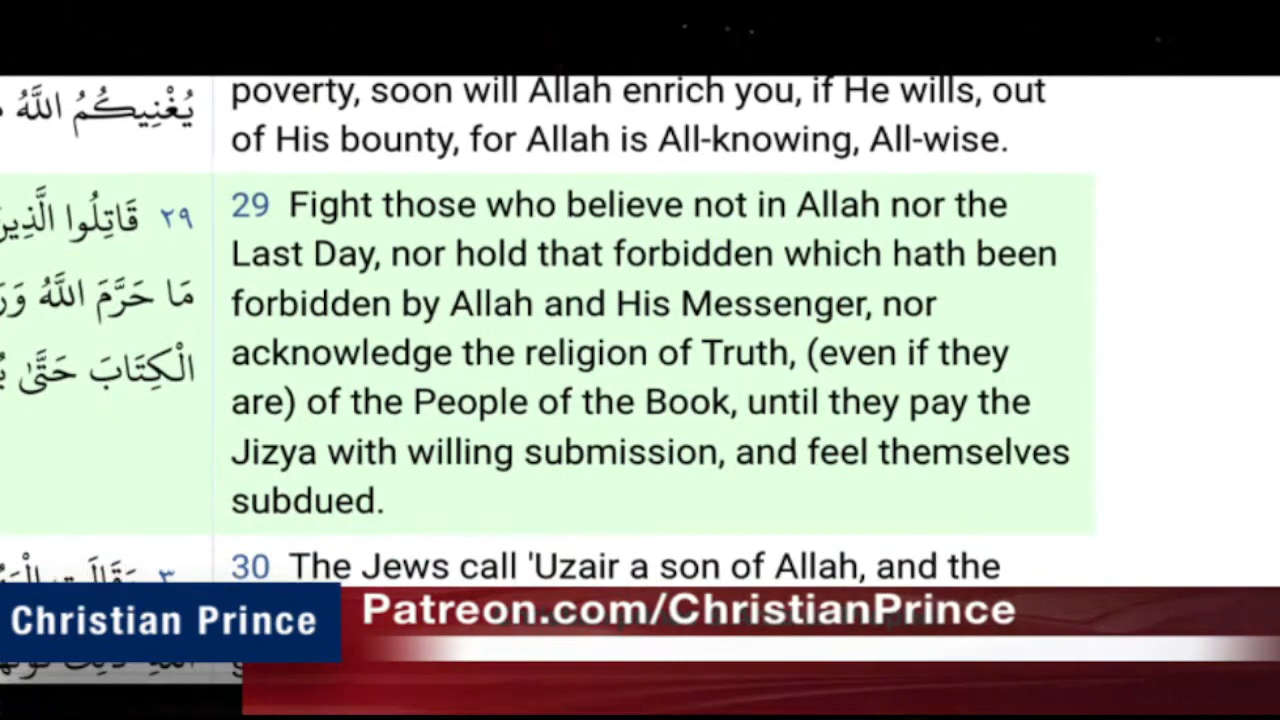 يُغْنِيكُمُ اللَّهُ
poverty, soon will Allah enrich you, if He wills, out
of His bounty, for Allah is All-knowing, All-wise.
٢٩ قَاتِلُوا الَّذِينَ
مَا حَرَّمَ اللَّهُ
الْكِتَابَ حَتَّىٰ
29 Fight those who believe not in Allah nor the
Last Day, nor hold that forbidden which hath been
forbidden by Allah and His Messenger, nor
acknowledge the religion of Truth, (even if they
are) of the People of the Book, until they pay the
Jizya with willing submission, and feel themselves
subdued.
30 The Jews call 'Uzair a son of Allah, and the
Christian Prince
Patreon.com/ChristianPrince